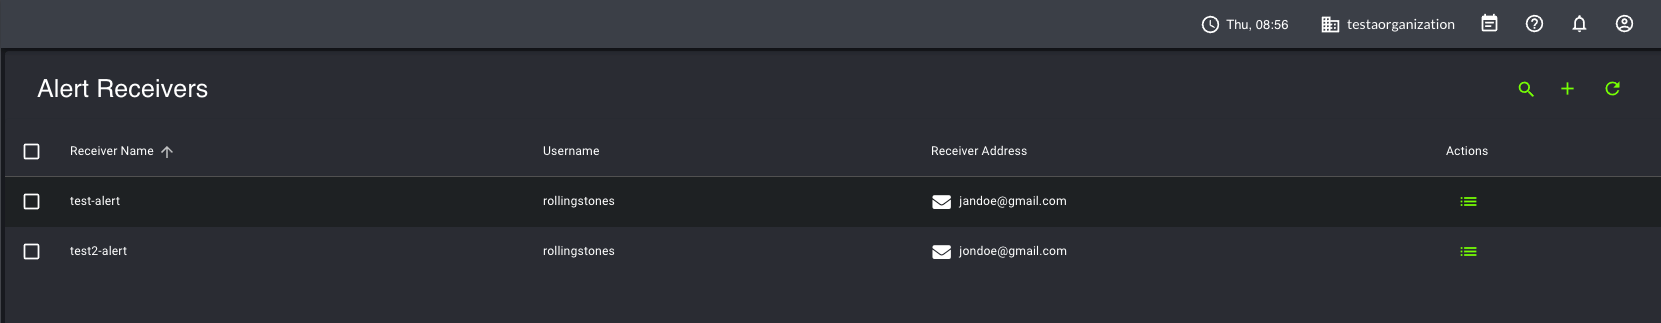 Thu, 08:56 testaorganization
Alert Receivers
Receiver Name Username Receiver Address Actions
test-alert rollingstones jandoe@gmail.com
test2-alert rollingstones jondoe@gmail.com